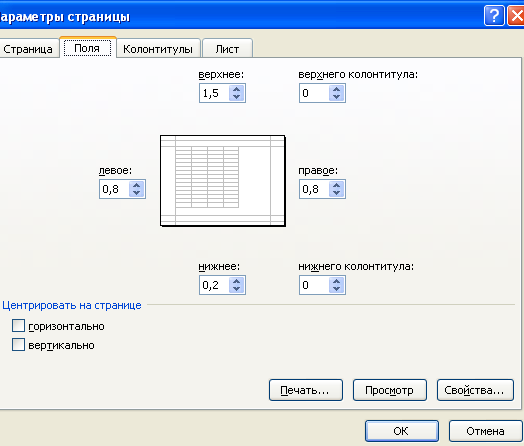 араметры страницы
Страница Поля Колонтитулы Лист
верхнее: верхнего колонтитула:
1,5 0
левое: правое:
0,8 0,8
нижнее: нижнего колонтитула:
0,2 0
Центрировать на странице
горизонтально
вертикально
Печать... Просмотр Свойства...
ОК Отмена